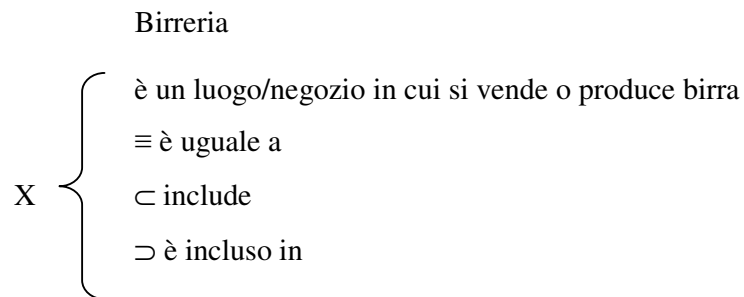 Birreria
è un luogo/negozio in cui si vende o produce birra
≡ è uguale a
X
⊂ include
⊃ è incluso in